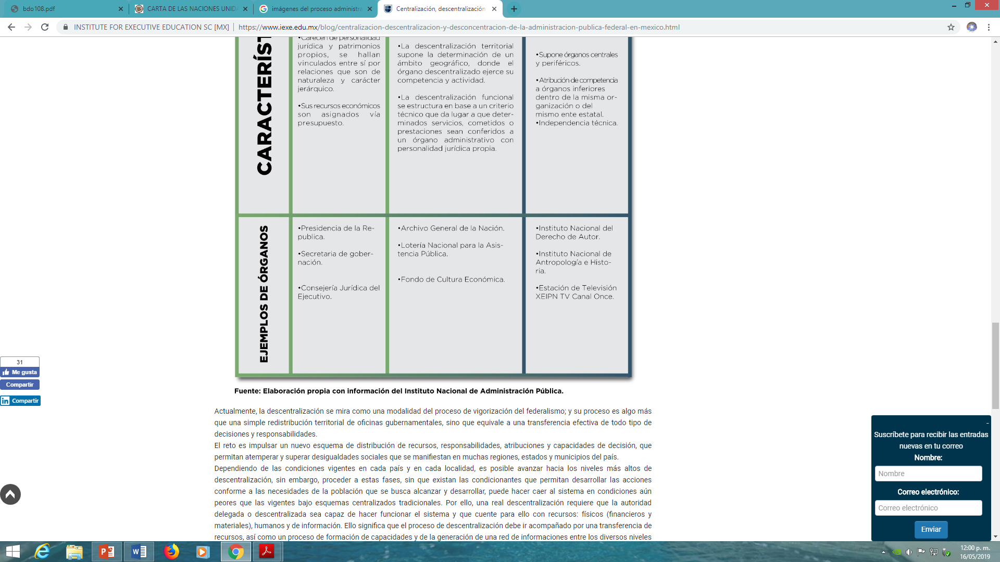 bdo108.pdf
CARTA DE LAS NACIONES UNIDA
imágenes del proceso administra
Centralización, descentralización
INSTITUTE FOR EXECUTIVE EDUCATION SC [MX]
https://www.iexe.edu.mx/blog/centralizacion-descentralizacion-y-desconcentracion-de-la-administracion-publica-federal-en-mexico.html
CARACTERÍST
•Carecen de personalidad
jurídica y patrimonios
propios, se hallan
vinculados entre sí por
relaciones que son de
naturaleza y carácter
jerárquico.
•Sus recursos económicos
son asignados vía
presupuesto.
•La descentralización territorial
supone la determinación de un
ámbito geográfico, donde el
órgano descentralizado ejerce su
competencia y actividad.
•La descentralización funcional
se estructura en base a un criterio
técnico que da lugar a que deter-
minados servicios, cometidos o
prestaciones sean conferidos a
un órgano administrativo con
personalidad jurídica propia.
•Supone órganos centrales
y periféricos.
•Atribución de competencia
a órganos inferiores
dentro de la misma or-
ganización o del
mismo ente estatal.
•Independencia técnica.
EJEMPLOS DE ÓRGANOS
•Presidencia de la Re-
publica.
•Secretaria de gober-
nación.
•Consejería Jurídica del
Ejecutivo.
•Archivo General de la Nación.
•Lotería Nacional para la Asis-
tencia Pública.
•Fondo de Cultura Económica.
•Instituto Nacional del
Derecho de Autor.
•Instituto Nacional de
Antropología e Histo-
ria.
•Estación de Televisión
XEIPN TV Canal Once.
Fuente: Elaboración propia con información del Instituto Nacional de Administración Pública.
Actualmente, la descentralización se mira como una modalidad del proceso de vigorización del federalismo; y su proceso es algo más
que una simple redistribución territorial de oficinas gubernamentales, sino que equivale a una transferencia efectiva de todo tipo de
decisiones y responsabilidades.
El reto es impulsar un nuevo esquema de distribución de recursos, responsabilidades, atribuciones y capacidades de decisión, que
permitan atemperar y superar desigualdades sociales que se manifiestan en muchas regiones, estados y municipios del país.
Dependiendo de las condiciones vigentes en cada país y en cada localidad, es posible avanzar hacia los niveles más altos de
descentralización, sin embargo, proceder a estas fases, sin que existan las condicionantes que permitan desarrollar las acciones
conforme a las necesidades de la población que se busca alcanzar y desarrollar, puede hacer caer al sistema en condiciones aún
peores que las vigentes bajo esquemas centralizados tradicionales. Por ello, una real descentralización requiere que la autoridad
delegada o descentralizada sea capaz de hacer funcionar el sistema y que cuente para ello con recursos: físicos (financieros y
materiales), humanos y de información. Ello significa que el proceso de descentralización debe ir acompañado por una transferencia de
recursos, así como un proceso de formación de capacidades y de la generación de una red de informaciones entre los diversos niveles
31
Me gusta
Compartir
in Compartir
-
Suscríbete para recibir las entradas
nuevas en tu correo
Nombre:
Nombre
Correo electrónico:
Correo electrónico
Enviar
12:00 p. m.
16/05/2019